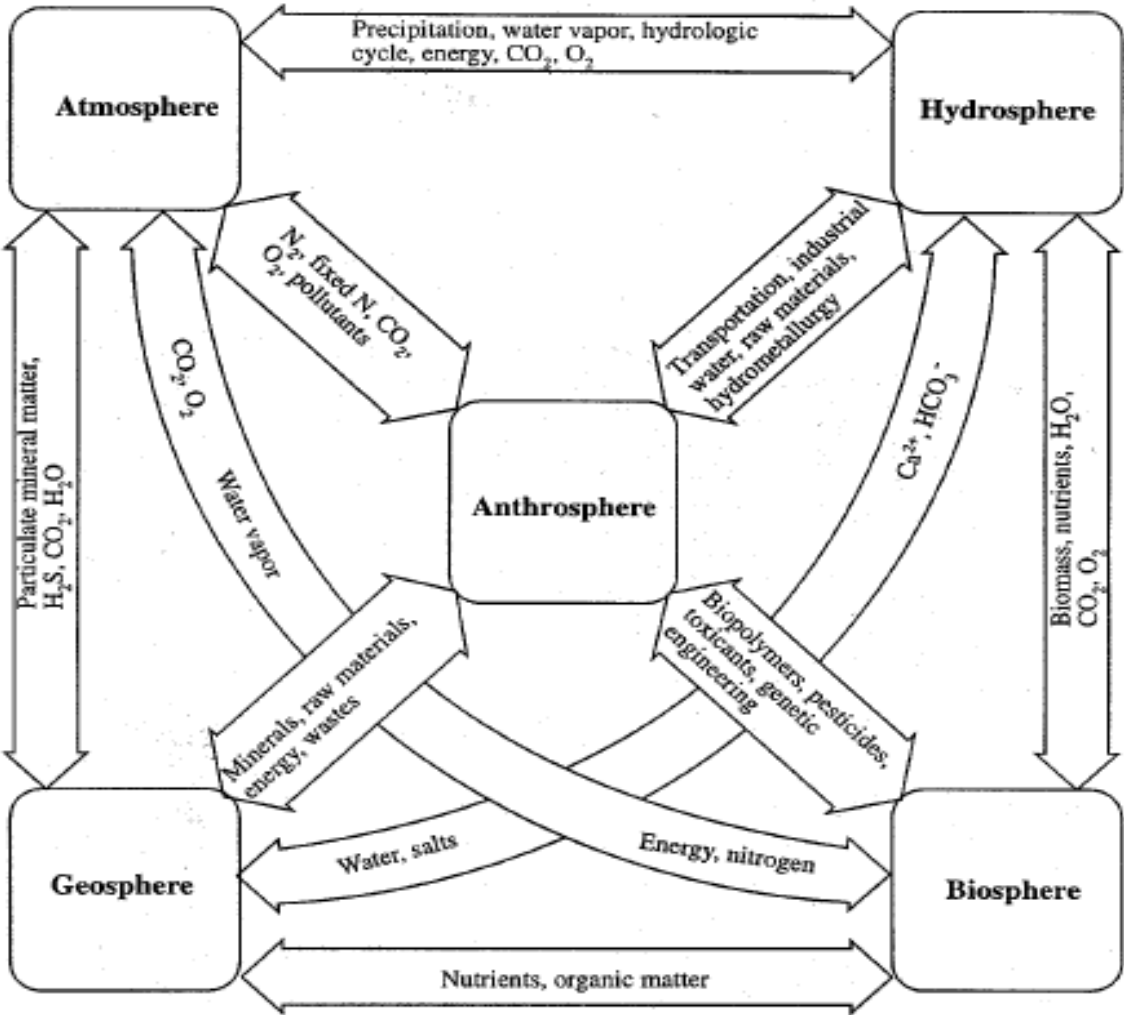 Precipitation, water vapor, hydrologic
cycle, energy, CO₂, O₂
Atmosphere
Hydrosphere
N₂, fixed N, CO₂,
O₂, pollutants
Transportation, industrial
water, raw materials,
hydrometallurgy
CO₂, O₂
Water vapor
Ca²⁺, HCO₃⁻
Particulate mineral matter,
H₂S, CO₂, H₂O
Anthrosphere
Biomass, nutrients, H₂O,
CO₂, O₂
Minerals, raw materials,
energy, wastes
Biopolymers, pesticides,
toxicants, genetic
engineering
Water, salts
Energy, nitrogen
Geosphere
Biosphere
Nutrients, organic matter